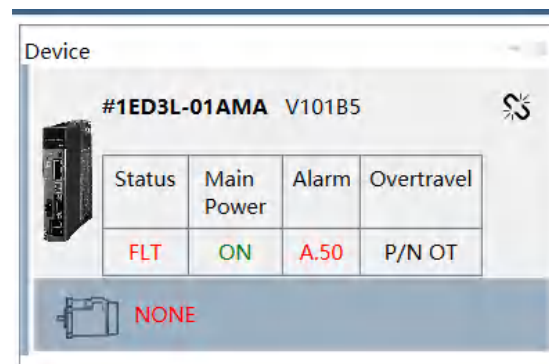 Device
#1ED3L-01AMA V101B5
Status Main Power Alarm Overtravel
FLT ON A.50 P/N OT
NONE